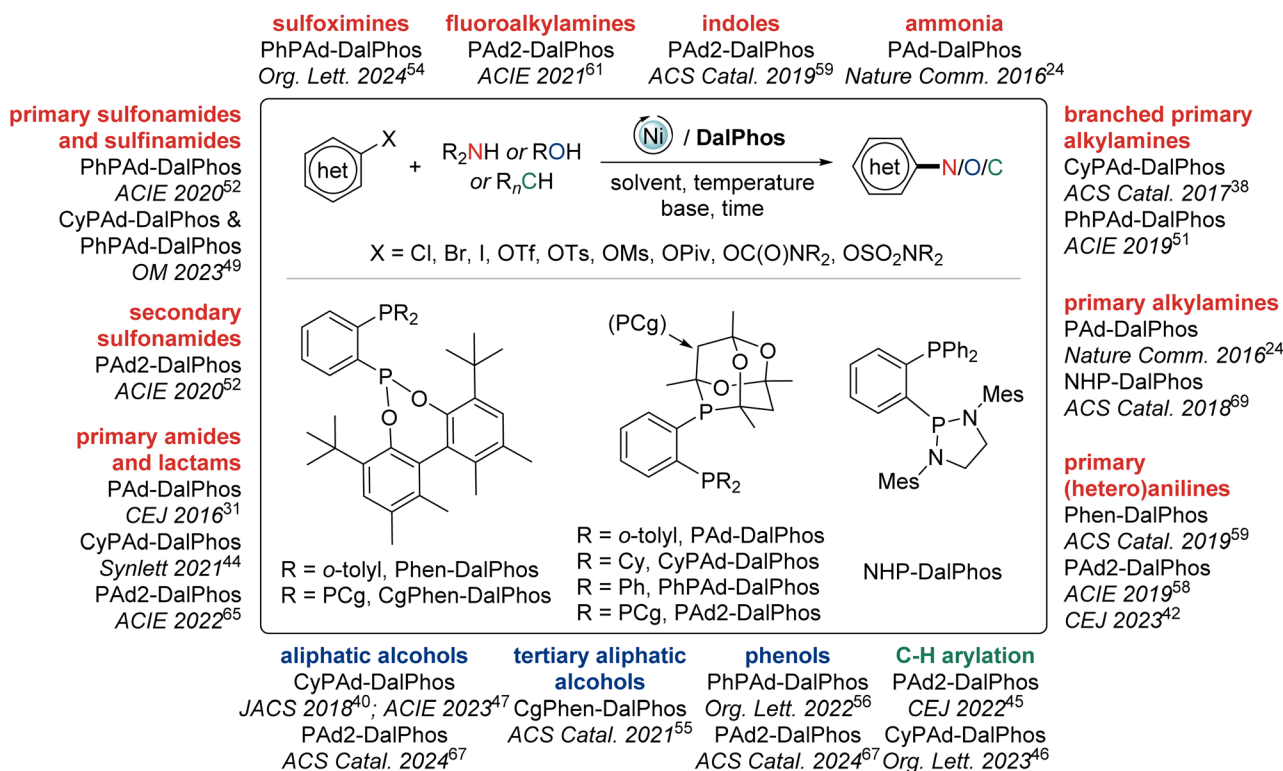 sulfoximines
PhPAd-DalPhos
Org. Lett. 2024⁵⁴
fluoroalkylamines
PAd2-DalPhos
ACIE 2021⁶¹
indoles
PAd2-DalPhos
ACS Catal. 2019⁵⁹
ammonia
PAd-DalPhos
Nature Comm. 2016²⁴
primary sulfonamides
and sulfinamides
PhPAd-DalPhos
ACIE 2020⁵²
CyPAd-DalPhos &
PhPAd-DalPhos
OM 2023⁴⁹
secondary
sulfonamides
PAd2-DalPhos
ACIE 2020⁵²
primary amides
and lactams
PAd-DalPhos
CEJ 2016³¹
CyPAd-DalPhos
Synlett 2021⁴⁴
PAd2-DalPhos
ACIE 2022⁶⁵
het
X
+
R₂NH or ROH
or RₙCH
Ni / DalPhos
solvent, temperature
base, time
het
N/O/C
X = Cl, Br, I, OTf, OTs, OMs, OPiv, OC(O)NR₂, OSO₂NR₂
PR₂
P
O
O
R = o-tolyl, Phen-DalPhos
R = PCg, CgPhen-DalPhos
(PCg)
O
O
O
P
PR₂
R = o-tolyl, PAd-DalPhos
R = Cy, CyPAd-DalPhos
R = Ph, PhPAd-DalPhos
R = PCg, PAd2-DalPhos
PPh₂
Mes
P
N
N
Mes
NHP-DalPhos
branched primary
alkylamines
CyPAd-DalPhos
ACS Catal. 2017³⁸
PhPAd-DalPhos
ACIE 2019⁵¹
primary alkylamines
PAd-DalPhos
Nature Comm. 2016²⁴
NHP-DalPhos
ACS Catal. 2018⁶⁹
primary
(hetero)anilines
Phen-DalPhos
ACS Catal. 2019⁵⁹
PAd2-DalPhos
ACIE 2019⁵⁸
CEJ 2023⁴²
aliphatic alcohols
CyPAd-DalPhos
JACS 2018⁴⁰; ACIE 2023⁴⁷
PAd2-DalPhos
ACS Catal. 2024⁶⁷
tertiary aliphatic
alcohols
CgPhen-DalPhos
ACS Catal. 2021⁵⁵
phenols
PhPAd-DalPhos
Org. Lett. 2022⁵⁶
PAd2-DalPhos
ACS Catal. 2024⁶⁷
C-H arylation
PAd2-DalPhos
CEJ 2022⁴⁵
CyPAd-DalPhos
Org. Lett. 2023⁴⁶